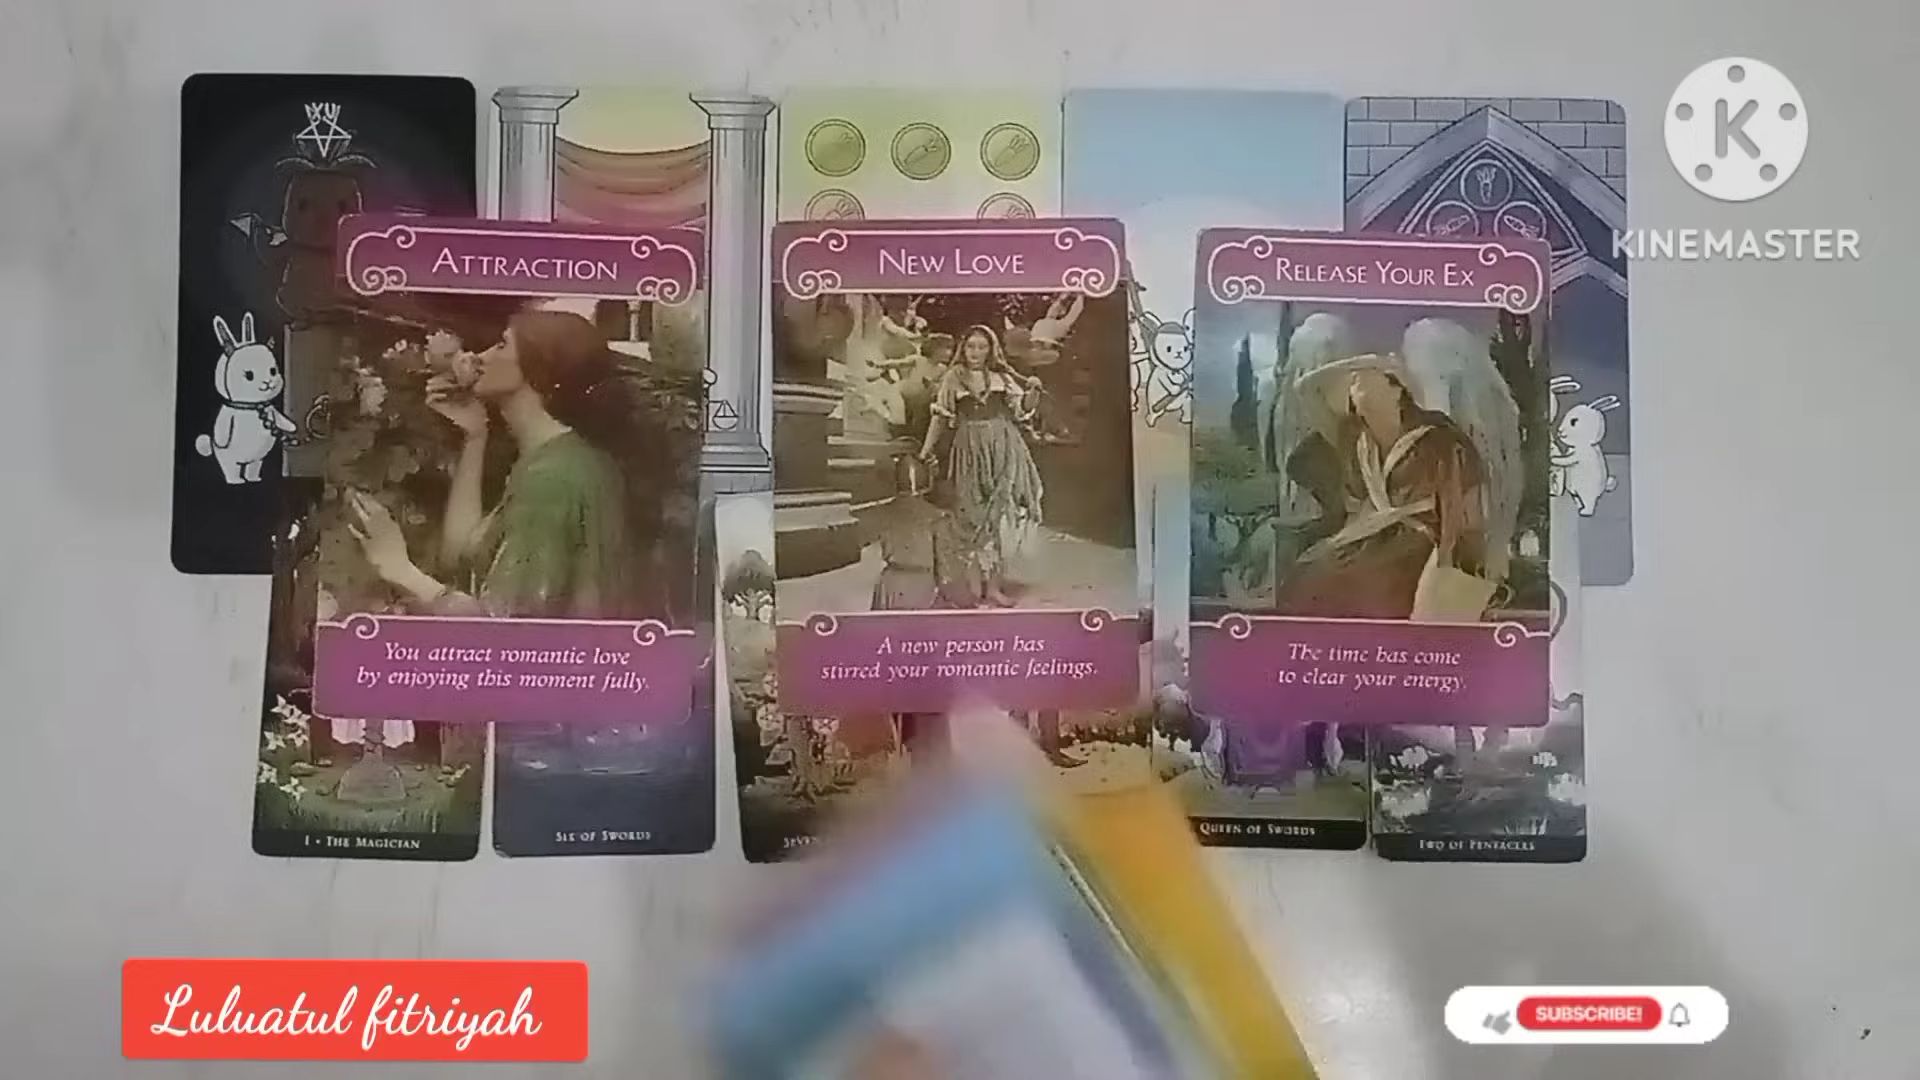 XV
KINEMASTER
ATTRACTION
NEW LOVE
RELEASE YOUR EX
You attract romantic love
by enjoying this moment fully.
A new person has
stirred your romantic feelings.
The time has come
to clear your energy.
I • THE MAGICIAN
SIX OF SWORDS
SEVEN
QUEEN OF SWORDS
TWO OF PENTACLES
Luluatul fitriyah
SUBSCRIBE!